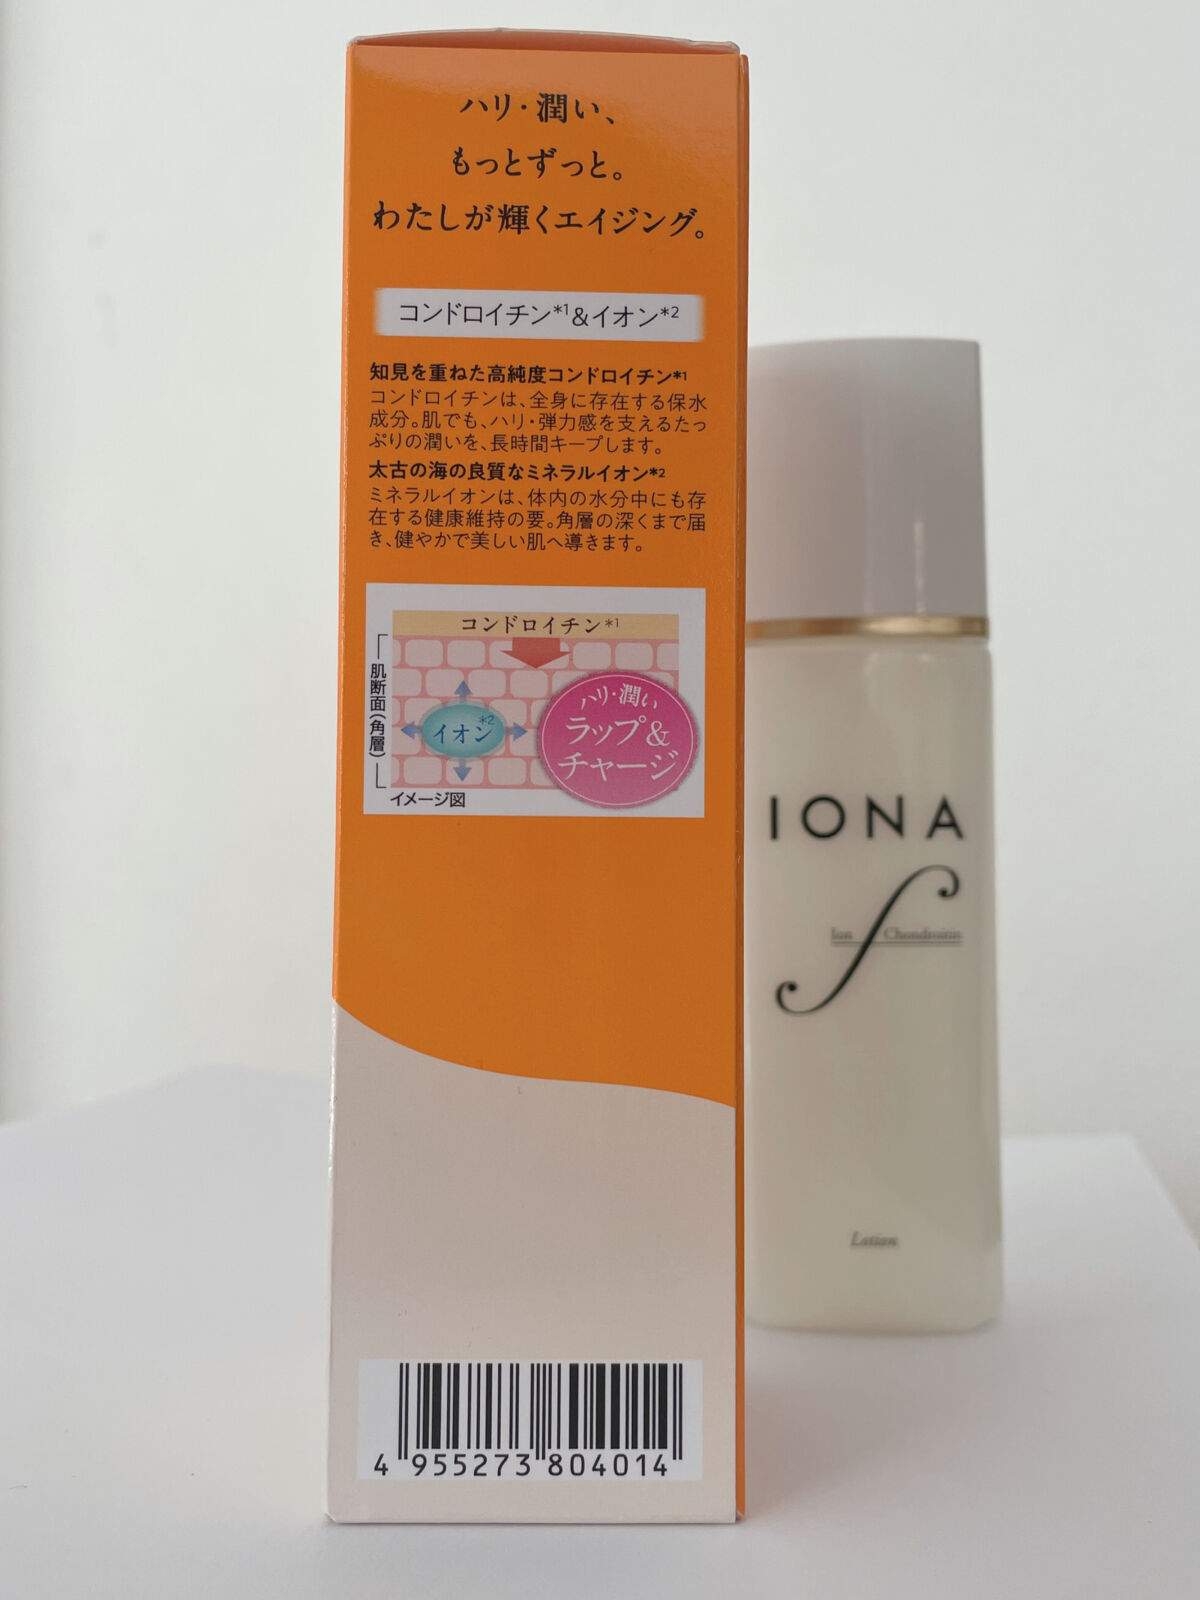 ハリ・潤い、
もっとずっと。
わたしが輝くエイジング。
コンドロイチン*1&イオン*2
知見を重ねた高純度コンドロイチン*1
コンドロイチンは、全身に存在する保水
成分。肌でも、ハリ・弾力感を支えるたっ
ぷりの潤いを、長時間キープします。
太古の海の良質なミネラルイオン*2
ミネラルイオンは、体内の水分中にも存
在する健康維持の要。角層の深くまで届
き、健やかで美しい肌へ導きます。
コンドロイチン*1
肌断面(角層)
イオン*2
ハリ・潤い
ラップ&
チャージ
イメージ図
4 955273 804014
IONA
f
Ion Chondroitin
Lotion